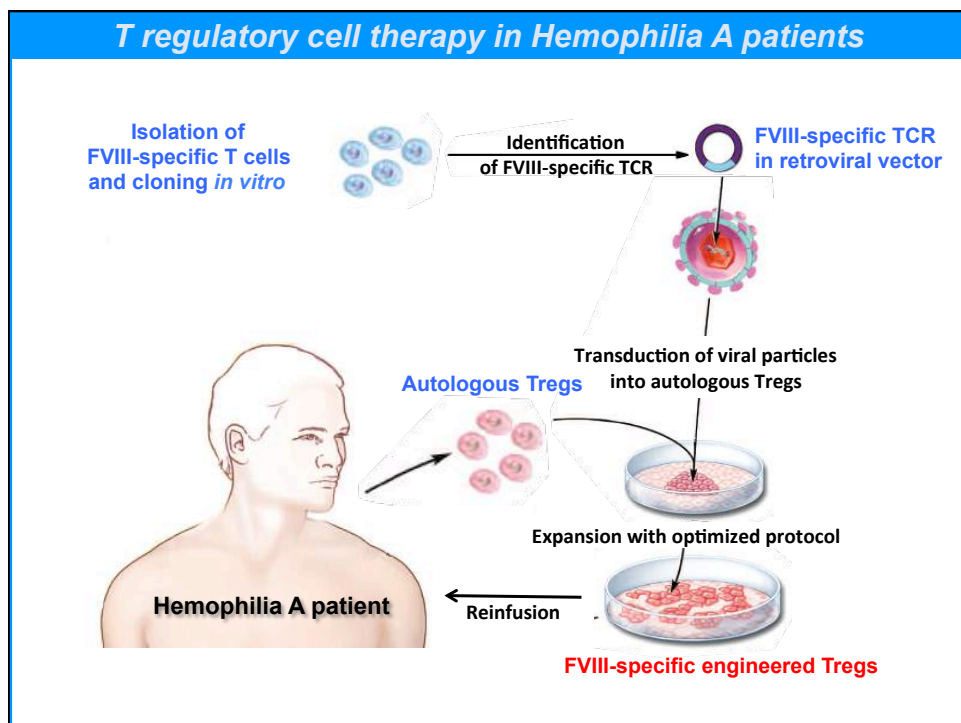 T regulatory cell therapy in Hemophilia A patients
Isolation of
FVIII-specific T cells
and cloning in vitro
Identification
of FVIII-specific TCR
FVIII-specific TCR
in retroviral vector
Transduction of viral particles
into autologous Tregs
Autologous Tregs
Expansion with optimized protocol
Hemophilia A patient
Reinfusion
FVIII-specific engineered Tregs